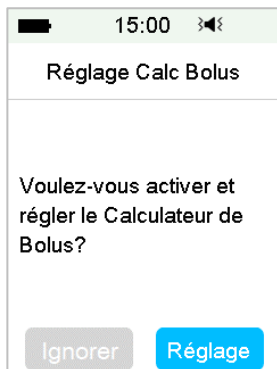 15:00
Réglage Calc Bolus
Voulez-vous activer et
régler le Calculateur de
Bolus?
Ignorer Réglage